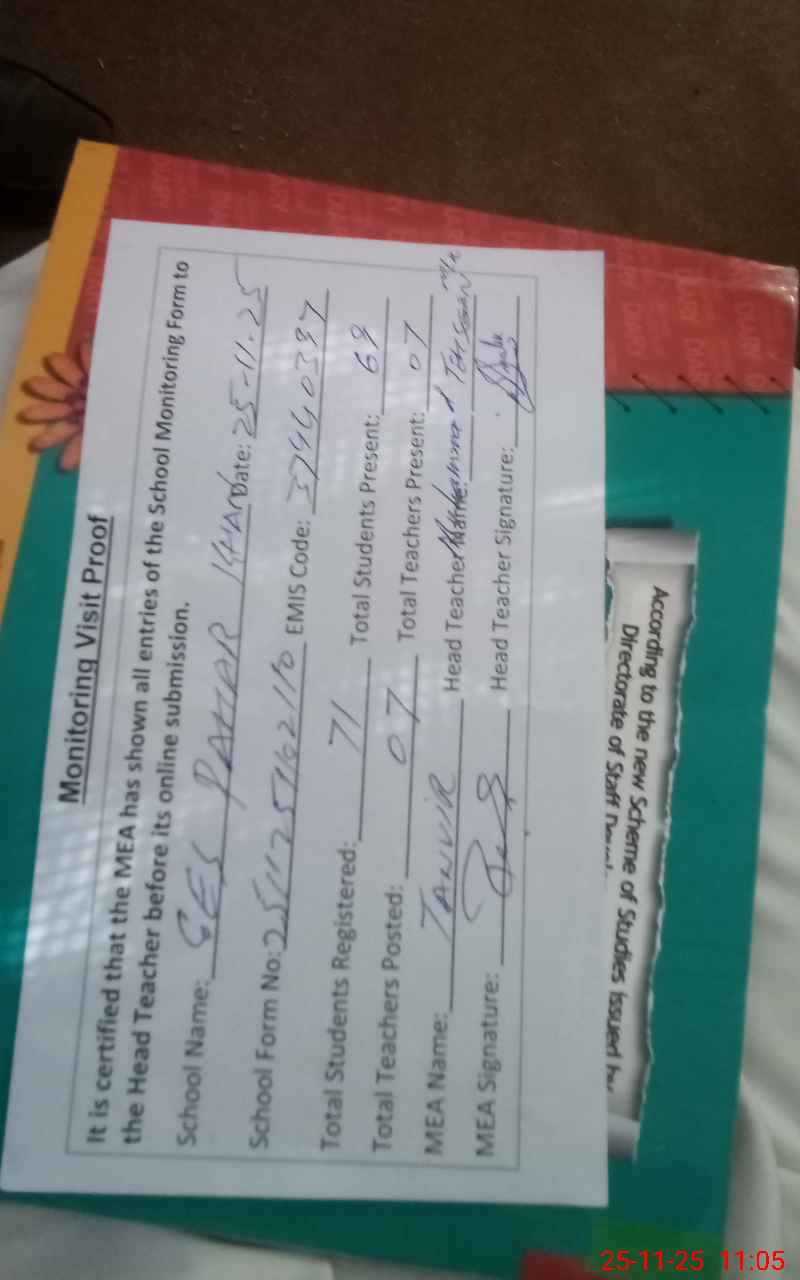 Monitoring Visit Proof
It is certified that the MEA has shown all entries of the School Monitoring Form to
the Head Teacher before its online submission.
School Name: GES PATTAR KHAN Date: 25-11-25
School Form No: EMIS Code:
Total Students Registered: 71 Total Students Present: 69
Total Teachers Posted: 07 Total Teachers Present: 07
MEA Name: TANVIR Head Teacher Name:
MEA Signature: Head Teacher Signature:
According to the new Scheme of Studies Issued by
Directorate of Staff
25-11-25 11:05